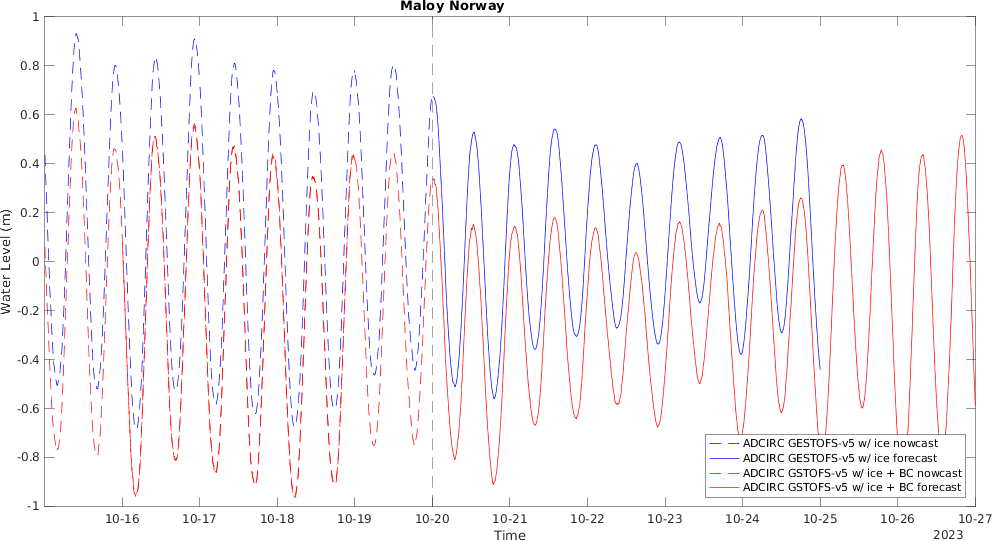 Maloy Norway
1
0.8
0.6
0.4
0.2
0
-0.2
-0.4
-0.6
-0.8
-1
Water Level (m)
ADCIRC GESTOFS-v5 w/ ice nowcast
ADCIRC GESTOFS-v5 w/ ice forecast
ADCIRC GSTOFS-v5 w/ ice + BC nowcast
ADCIRC GSTOFS-v5 w/ ice + BC forecast
10-16 10-17 10-18 10-19 10-20 10-21 10-22 10-23 10-24 10-25 10-26 10-27
Time
2023